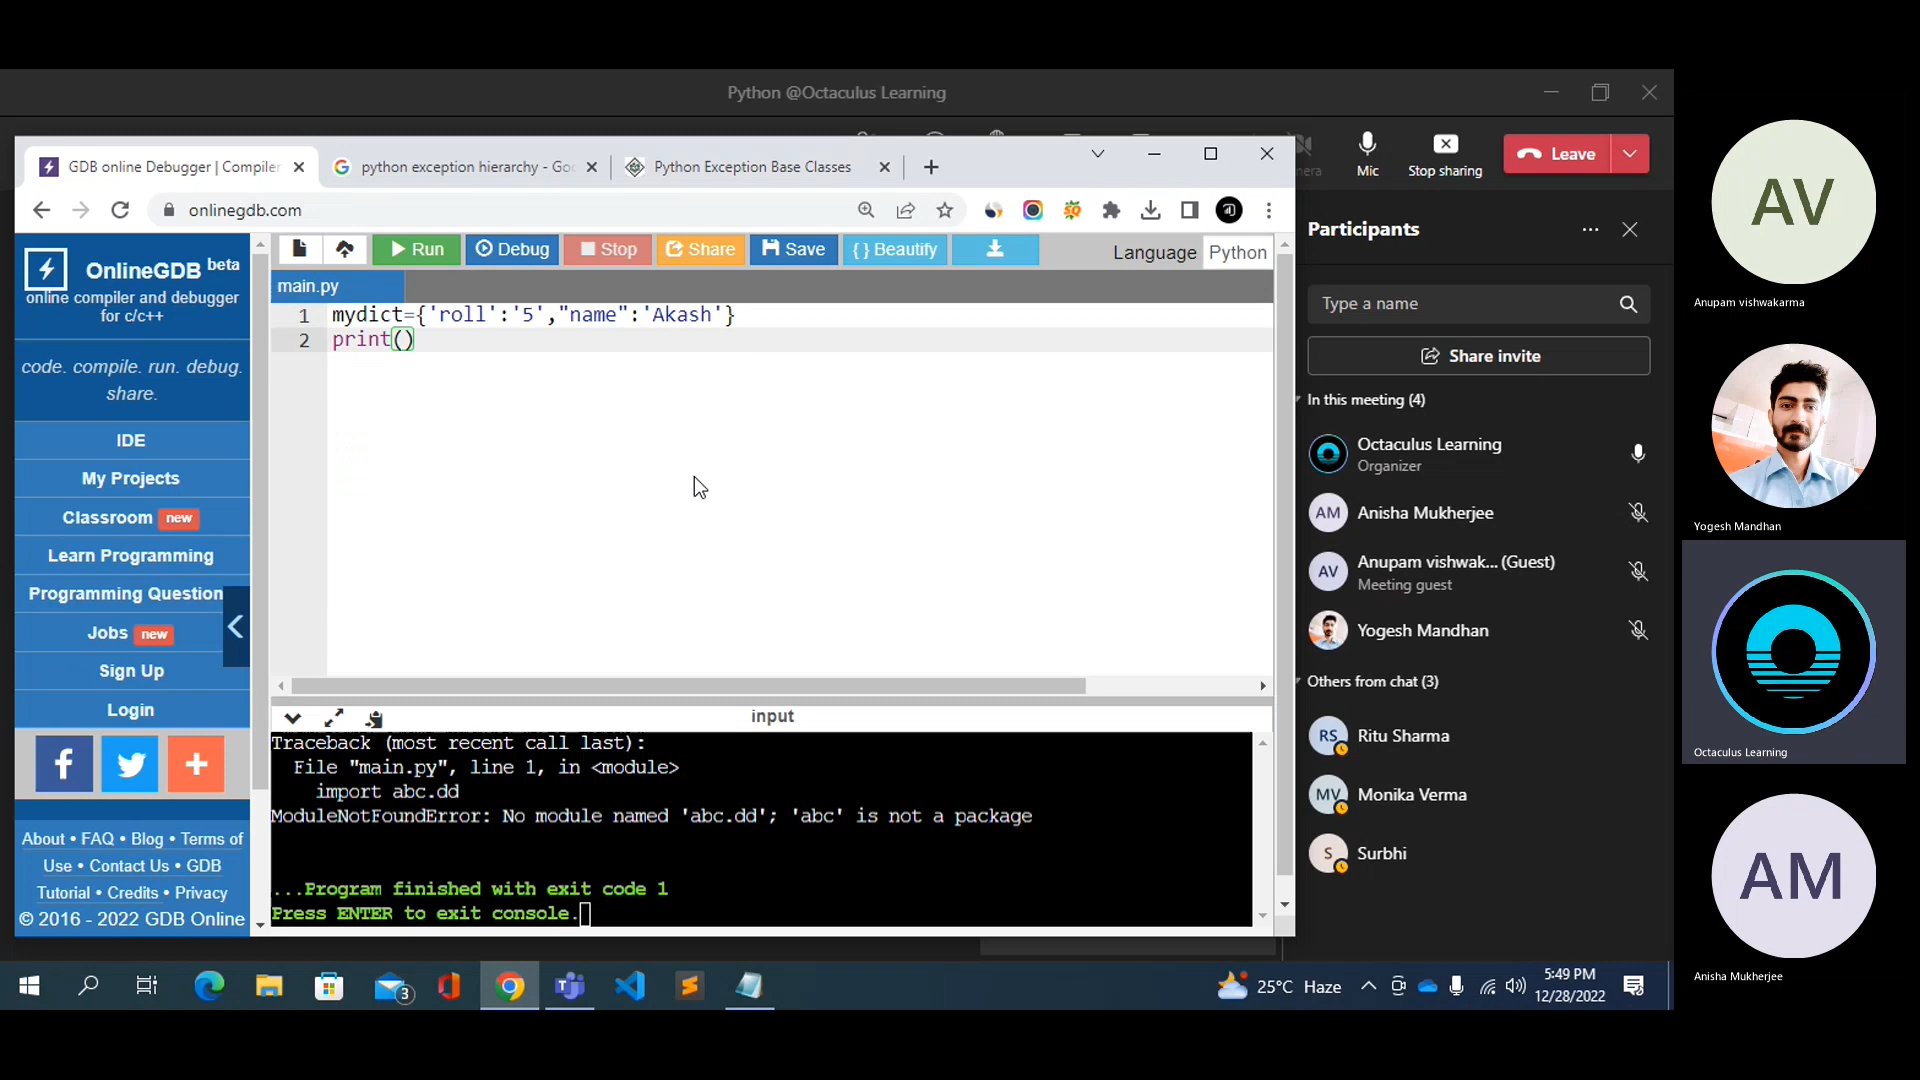 Python @Octaculus Learning
Mic
Stop sharing
Leave
GDB online Debugger | Compiler
python exception hierarchy - Goo
Python Exception Base Classes
onlinegdb.com
OnlineGDB beta
online compiler and debugger
for c/c++
code. compile. run. debug.
share.
IDE
My Projects
Classroom new
Learn Programming
Programming Question
Jobs new
Sign Up
Login
About • FAQ • Blog • Terms of
Use • Contact Us • GDB
Tutorial • Credits • Privacy
© 2016 - 2022 GDB Online
Run
Debug
Stop
Share
Save
{ } Beautify
Language
Python
main.py
1 mydict={'roll':'5',"name":'Akash'}
2 print()
input
Traceback (most recent call last):
File "main.py", line 1, in <module>
import abc.dd
ModuleNotFoundError: No module named 'abc.dd'; 'abc' is not a package
...Program finished with exit code 1
Press ENTER to exit console.
Participants
Type a name
Share invite
In this meeting (4)
Octaculus Learning
Organizer
AM Anisha Mukherjee
AV Anupam vishwak... (Guest)
Meeting guest
Yogesh Mandhan
Others from chat (3)
RS Ritu Sharma
MV Monika Verma
S Surbhi
3
25°C Haze
5:49 PM
12/28/2022
AV
Anupam vishwakarma
Yogesh Mandhan
Octaculus Learning
AM
Anisha Mukherjee